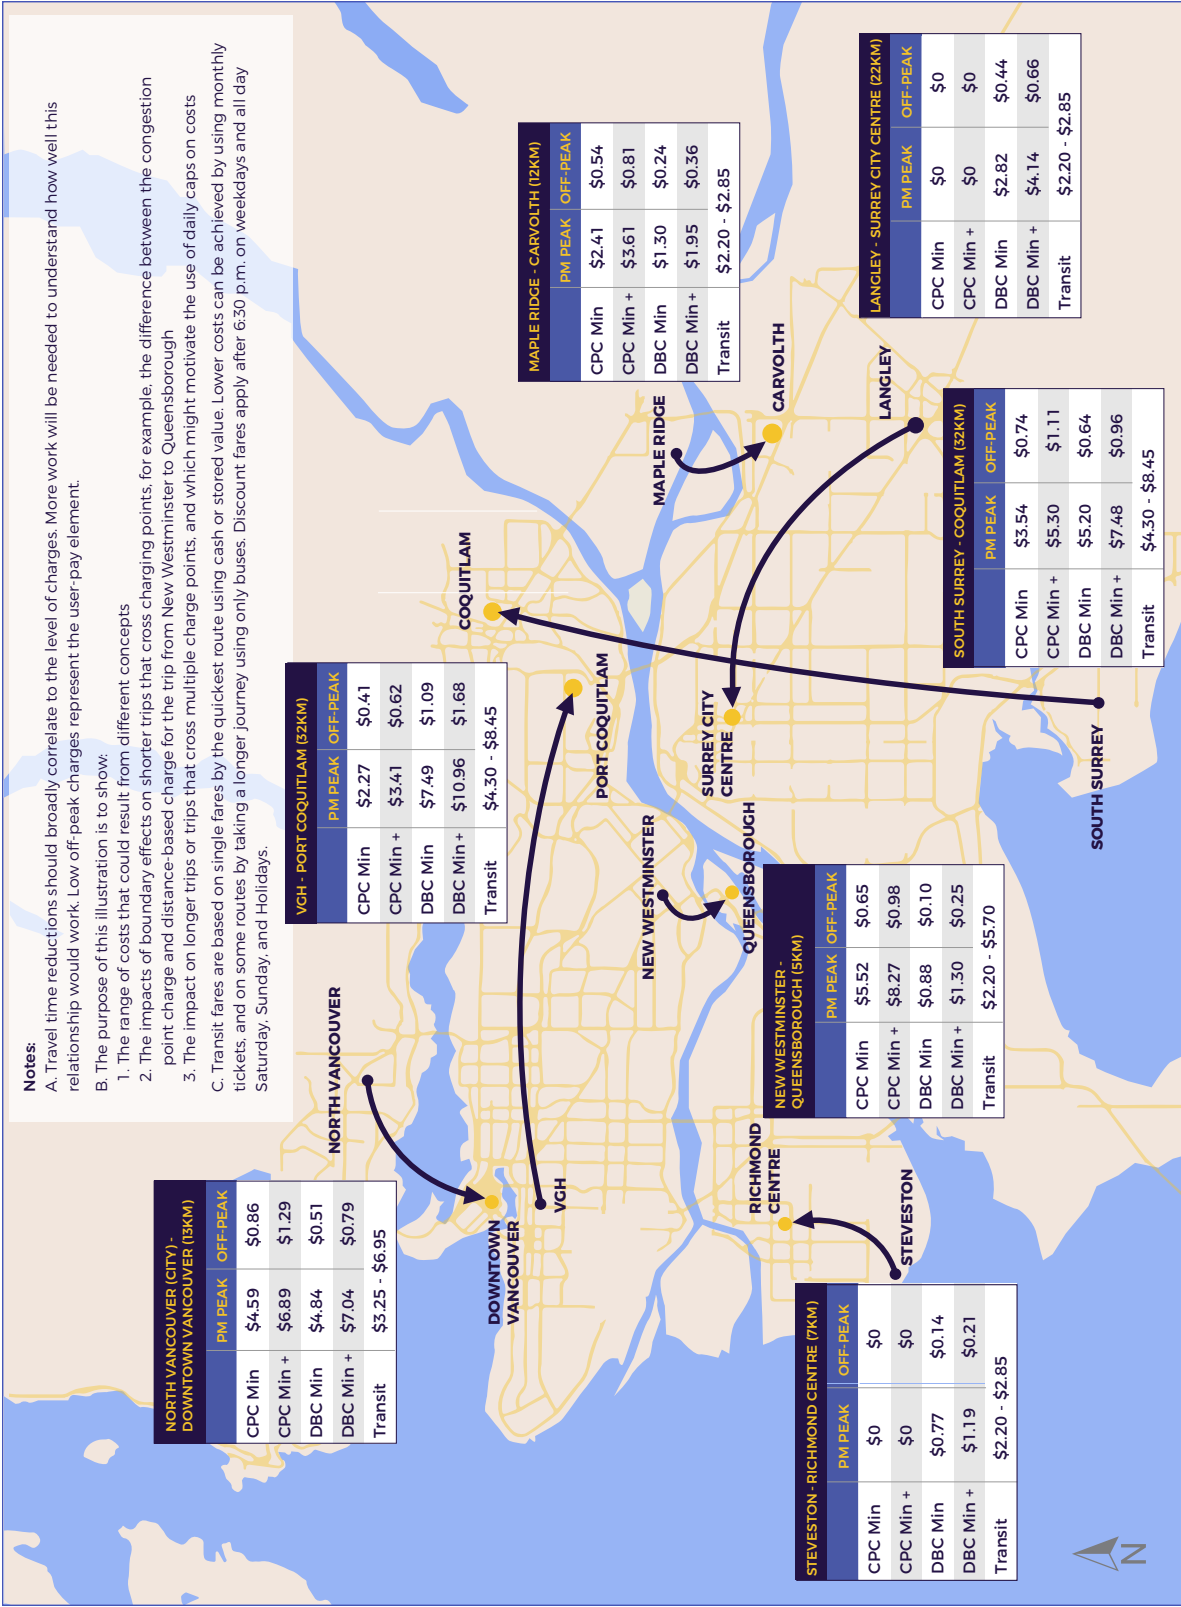 Notes:
A. Travel time reductions should broadly correlate to the level of charges. More work will be needed to understand how well this
relationship would work. Low off-peak charges represent the user-pay element.
B. The purpose of this illustration is to show:
1. The range of costs that could result from different concepts
2. The impacts of boundary effects on shorter trips that cross charging points, for example, the difference between the congestion
point charge and distance-based charge for the trip from New Westminster to Queensborough
3. The impact on longer trips or trips that cross multiple charge points, and which might motivate the use of daily caps on costs
C. Transit fares are based on single fares by the quickest route using cash or stored value. Lower costs can be achieved by using monthly
tickets, and on some routes by taking a longer journey using only buses. Discount fares apply after 6:30 p.m. on weekdays and all day
Saturday, Sunday, and Holidays.
NORTH VANCOUVER (CITY) -
DOWNTOWN VANCOUVER (13KM)
PM PEAK OFF-PEAK
CPC Min $4.59 $0.86
CPC Min + $6.89 $1.29
DBC Min $4.84 $0.51
DBC Min + $7.04 $0.79
Transit $3.25 - $6.95
VGH - PORT COQUITLAM (32KM)
PM PEAK OFF-PEAK
CPC Min $2.27 $0.41
CPC Min + $3.41 $0.62
DBC Min $7.49 $1.09
DBC Min + $10.96 $1.68
Transit $4.30 - $8.45
MAPLE RIDGE - CARVOLTH (12KM)
PM PEAK OFF-PEAK
CPC Min $2.41 $0.54
CPC Min + $3.61 $0.81
DBC Min $1.30 $0.24
DBC Min + $1.95 $0.36
Transit $2.20 - $2.85
NORTH VANCOUVER
DOWNTOWN
VANCOUVER
VGH
COQUITLAM
PORT COQUITLAM
MAPLE RIDGE
CARVOLTH
NEW WESTMINSTER
QUEENSBOROUGH
SURREY CITY
CENTRE
LANGLEY
RICHMOND
CENTRE
STEVESTON
SOUTH SURREY
STEVESTON - RICHMOND CENTRE (7KM)
PM PEAK OFF-PEAK
CPC Min $0 $0
CPC Min + $0 $0
DBC Min $0.77 $0.14
DBC Min + $1.19 $0.21
Transit $2.20 - $2.85
NEW WESTMINSTER -
QUEENSBOROUGH (5KM)
PM PEAK OFF-PEAK
CPC Min $5.52 $0.65
CPC Min + $8.27 $0.98
DBC Min $0.88 $0.10
DBC Min + $1.30 $0.25
Transit $2.20 - $5.70
SOUTH SURREY - COQUITLAM (32KM)
PM PEAK OFF-PEAK
CPC Min $3.54 $0.74
CPC Min + $5.30 $1.11
DBC Min $5.20 $0.64
DBC Min + $7.48 $0.96
Transit $4.30 - $8.45
LANGLEY - SURREY CITY CENTRE (22KM)
PM PEAK OFF-PEAK
CPC Min $0 $0
CPC Min + $0 $0
DBC Min $2.82 $0.44
DBC Min + $4.14 $0.66
Transit $2.20 - $2.85
N